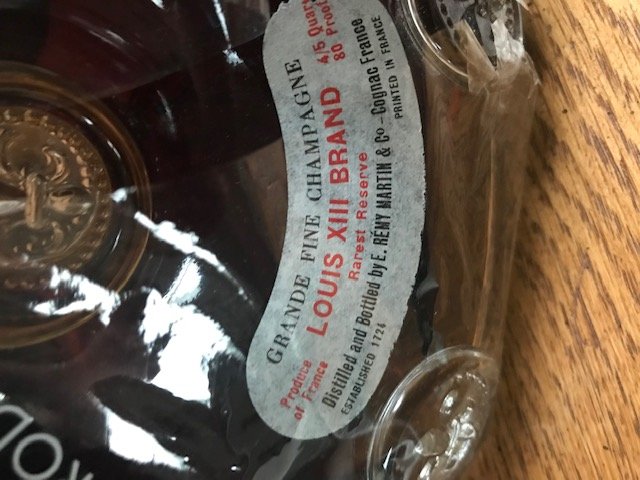 GRANDE FINE CHAMPAGNE
Produce of France
LOUIS XIII BRAND
4/5 Quart
80 Proof
Rarest Reserve
Distilled and Bottled by E. RÉMY MARTIN & Co - Cognac France
ESTABLISHED 1724
PRINTED IN FRANCE